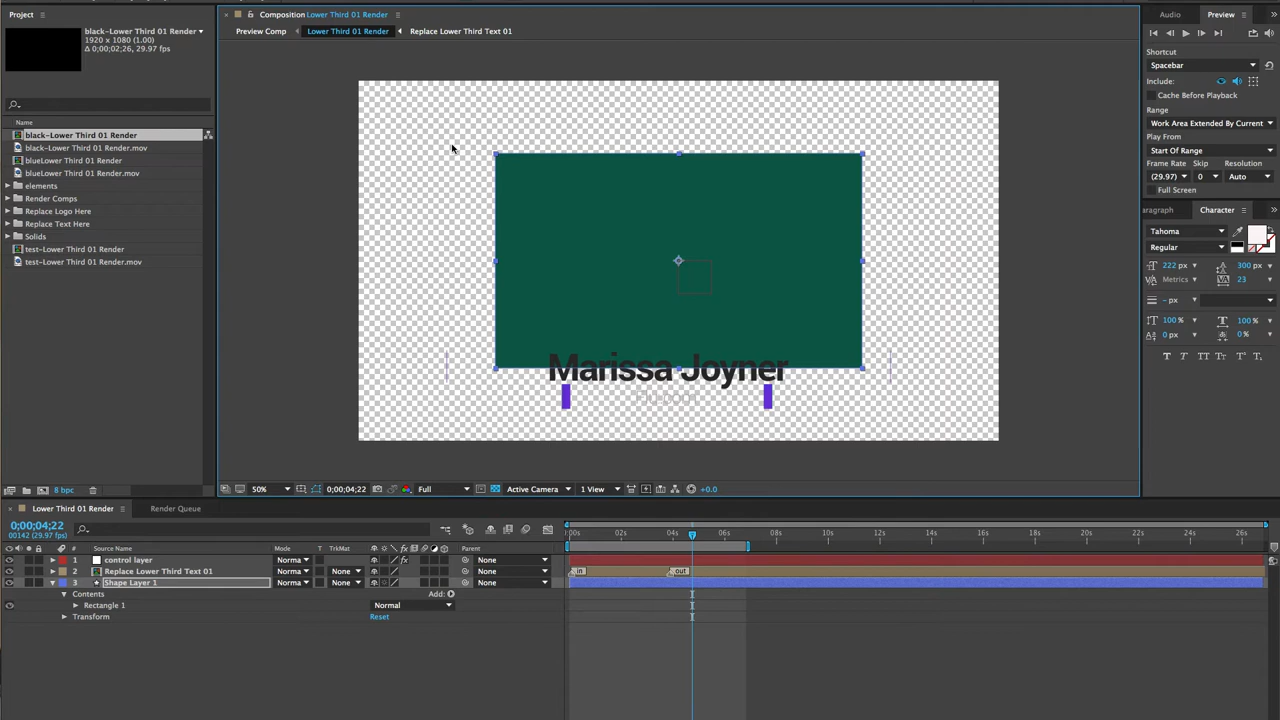 Project
black-Lower Third 01 Render
1920 x 1080 (1.00)
Δ 0;00;02;26, 29.97 fps
Name
black-Lower Third 01 Render
black-Lower Third 01 Render.mov
blueLower Third 01 Render
blueLower Third 01 Render.mov
elements
Render Comps
Replace Logo Here
Replace Text Here
Solids
test-Lower Third 01 Render
test-Lower Third 01 Render.mov
8 bpc
Composition Lower Third 01 Render
Preview Comp Lower Third 01 Render Replace Lower Third Text 01
Marissa Joyner
50% 0;00;04;22 Full Active Camera 1 View +0.0
Audio Preview
Shortcut
Spacebar
Include:
Cache Before Playback
Range
Work Area Extended By Current
Play From
Start Of Range
Frame Rate Skip Resolution
(29.97) 0 Auto
Full Screen
aragraph Character
Tahoma
Regular
222 px 300 px
Metrics 23
- px
100 % 100 %
0 px 0 %
T T TT Tr T¹ T₁
Lower Third 01 Render Render Queue
0;00;04;22
00142 (29.97 fps)
:00s 02s 04s 06s 08s 10s 12s 14s 16s 18s 20s 22s 24s 26s
# Source Name Mode T TrkMat Parent
1 control layer Norma None
2 Replace Lower Third Text 01 Norma None None
in out
3 Shape Layer 1 Norma None None
Contents Add:
Rectangle 1 Normal
Transform Reset